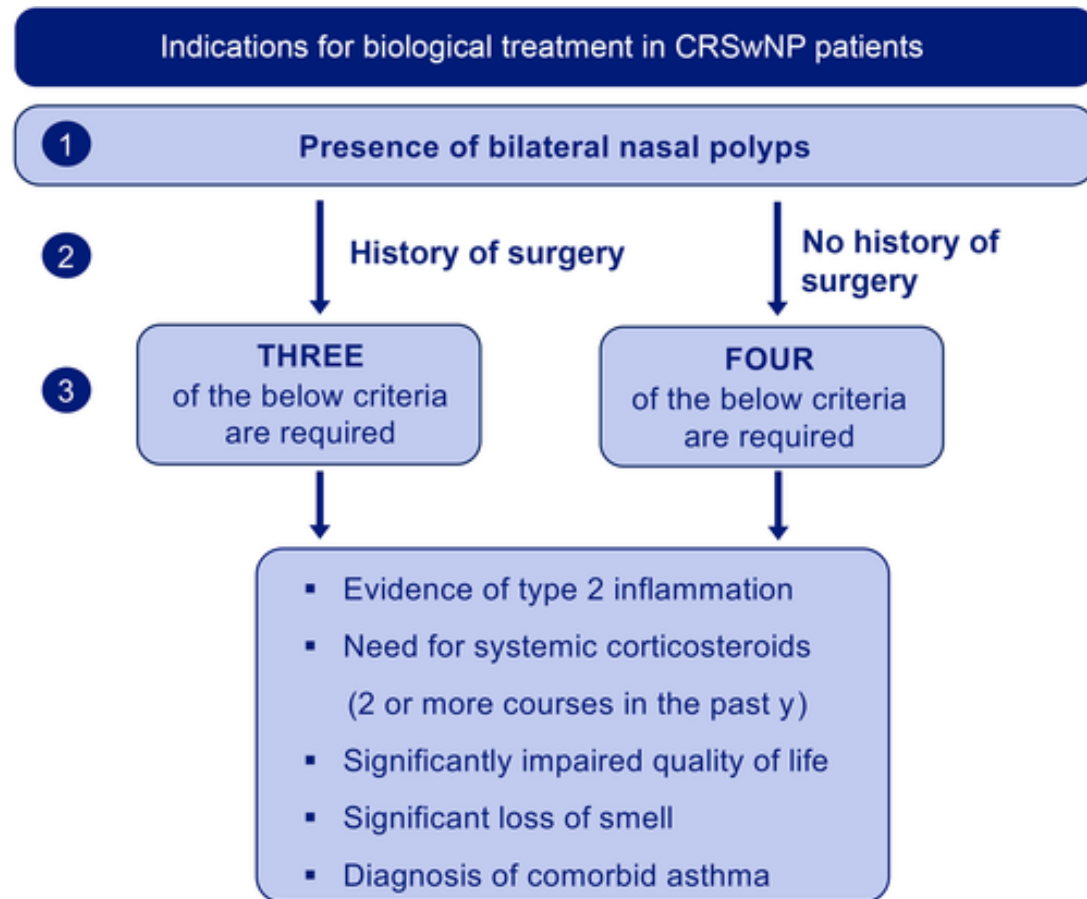 Indications for biological treatment in CRSwNP patients
1
Presence of bilateral nasal polyps
2
History of surgery
No history of
surgery
3
THREE
of the below criteria
are required
FOUR
of the below criteria
are required
▪ Evidence of type 2 inflammation
▪ Need for systemic corticosteroids
(2 or more courses in the past y)
▪ Significantly impaired quality of life
▪ Significant loss of smell
▪ Diagnosis of comorbid asthma